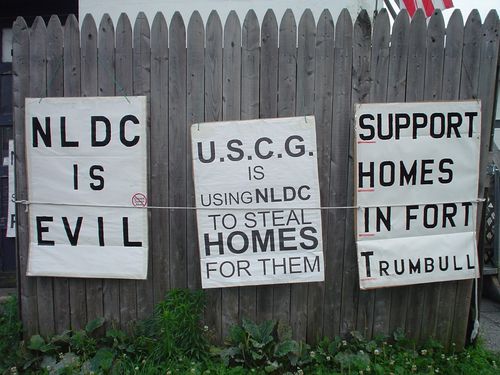 NLDC
IS
EVIL
U.S.C.G.
IS
USING NLDC
TO STEAL
HOMES
FOR THEM
SUPPORT
HOMES
IN FORT
TRUMBULL